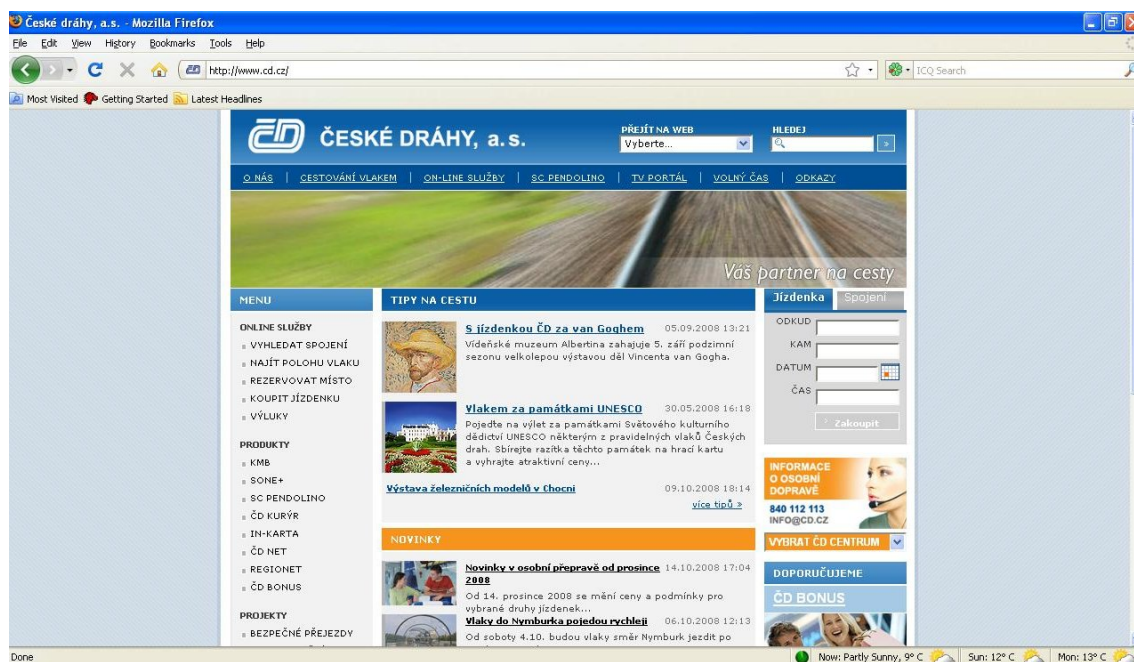 České dráhy, a.s. - Mozilla Firefox
File Edit View History Bookmarks Tools Help
http://www.cd.cz/
ICQ Search
Most Visited Getting Started Latest Headlines
ČD ČESKÉ DRÁHY, a.s.
PŘEJÍT NA WEB
Vyberte...
HLEDEJ
»
O NÁS | CESTOVÁNÍ VLAKEM | ON-LINE SLUŽBY | SC PENDOLINO | TV PORTÁL | VOLNÝ ČAS | ODKAZY
Váš partner na cesty
MENU
ONLINE SLUŽBY
VYHLEDAT SPOJENÍ
NAJÍT POLOHU VLAKU
REZERVOVAT MÍSTO
KOUPIT JÍZDENKU
VÝLUKY
PRODUKTY
KMB
SONE+
SC PENDOLINO
ČD KURÝR
IN-KARTA
ČD NET
REGIONET
ČD BONUS
PROJEKTY
BEZPEČNÉ PŘEJEZDY
TIPY NA CESTU
S jízdenkou ČD za van Goghem 05.09.2008 13:21
Vídeňské muzeum Albertina zahajuje 5. září podzimní
sezonu velkolepou výstavou děl Vincenta van Gogha.
Vlakem za památkami UNESCO 30.05.2008 16:18
Pojeďte na výlet za památkami Světového kulturního
dědictví UNESCO některým z pravidelných vlaků Českých
drah. Sbírejte razítka těchto památek na hrací kartu
a vyhrajte atraktivní ceny...
Výstava železničních modelů v Chocni 09.10.2008 18:14
více tipů »
NOVINKY
Novinky v osobní přepravě od prosince 14.10.2008 17:04
2008
Od 14. prosince 2008 se mění ceny a podmínky pro
vybrané druhy jízdenek...
Vlaky do Nymburka pojedou rychleji 06.10.2008 12:13
Od soboty 4.10. budou vlaky směr Nymburk jezdit po
Jízdenka Spojení
ODKUD
KAM
DATUM
ČAS
Zakoupit
INFORMACE
O OSOBNÍ
DOPRAVĚ
840 112 113
INFO@CD.CZ
VYBRAT ČD CENTRUM
DOPORUČUJEME
ČD BONUS
Done
Now: Partly Sunny, 9° C Sun: 12° C Mon: 13° C